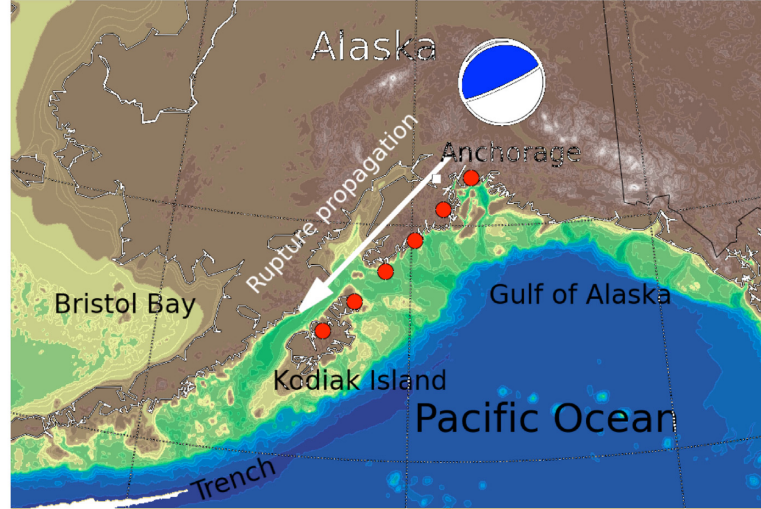 Alaska
Anchorage
Rupture propagation
Bristol Bay
Gulf of Alaska
Kodiak Island
Pacific Ocean
Trench